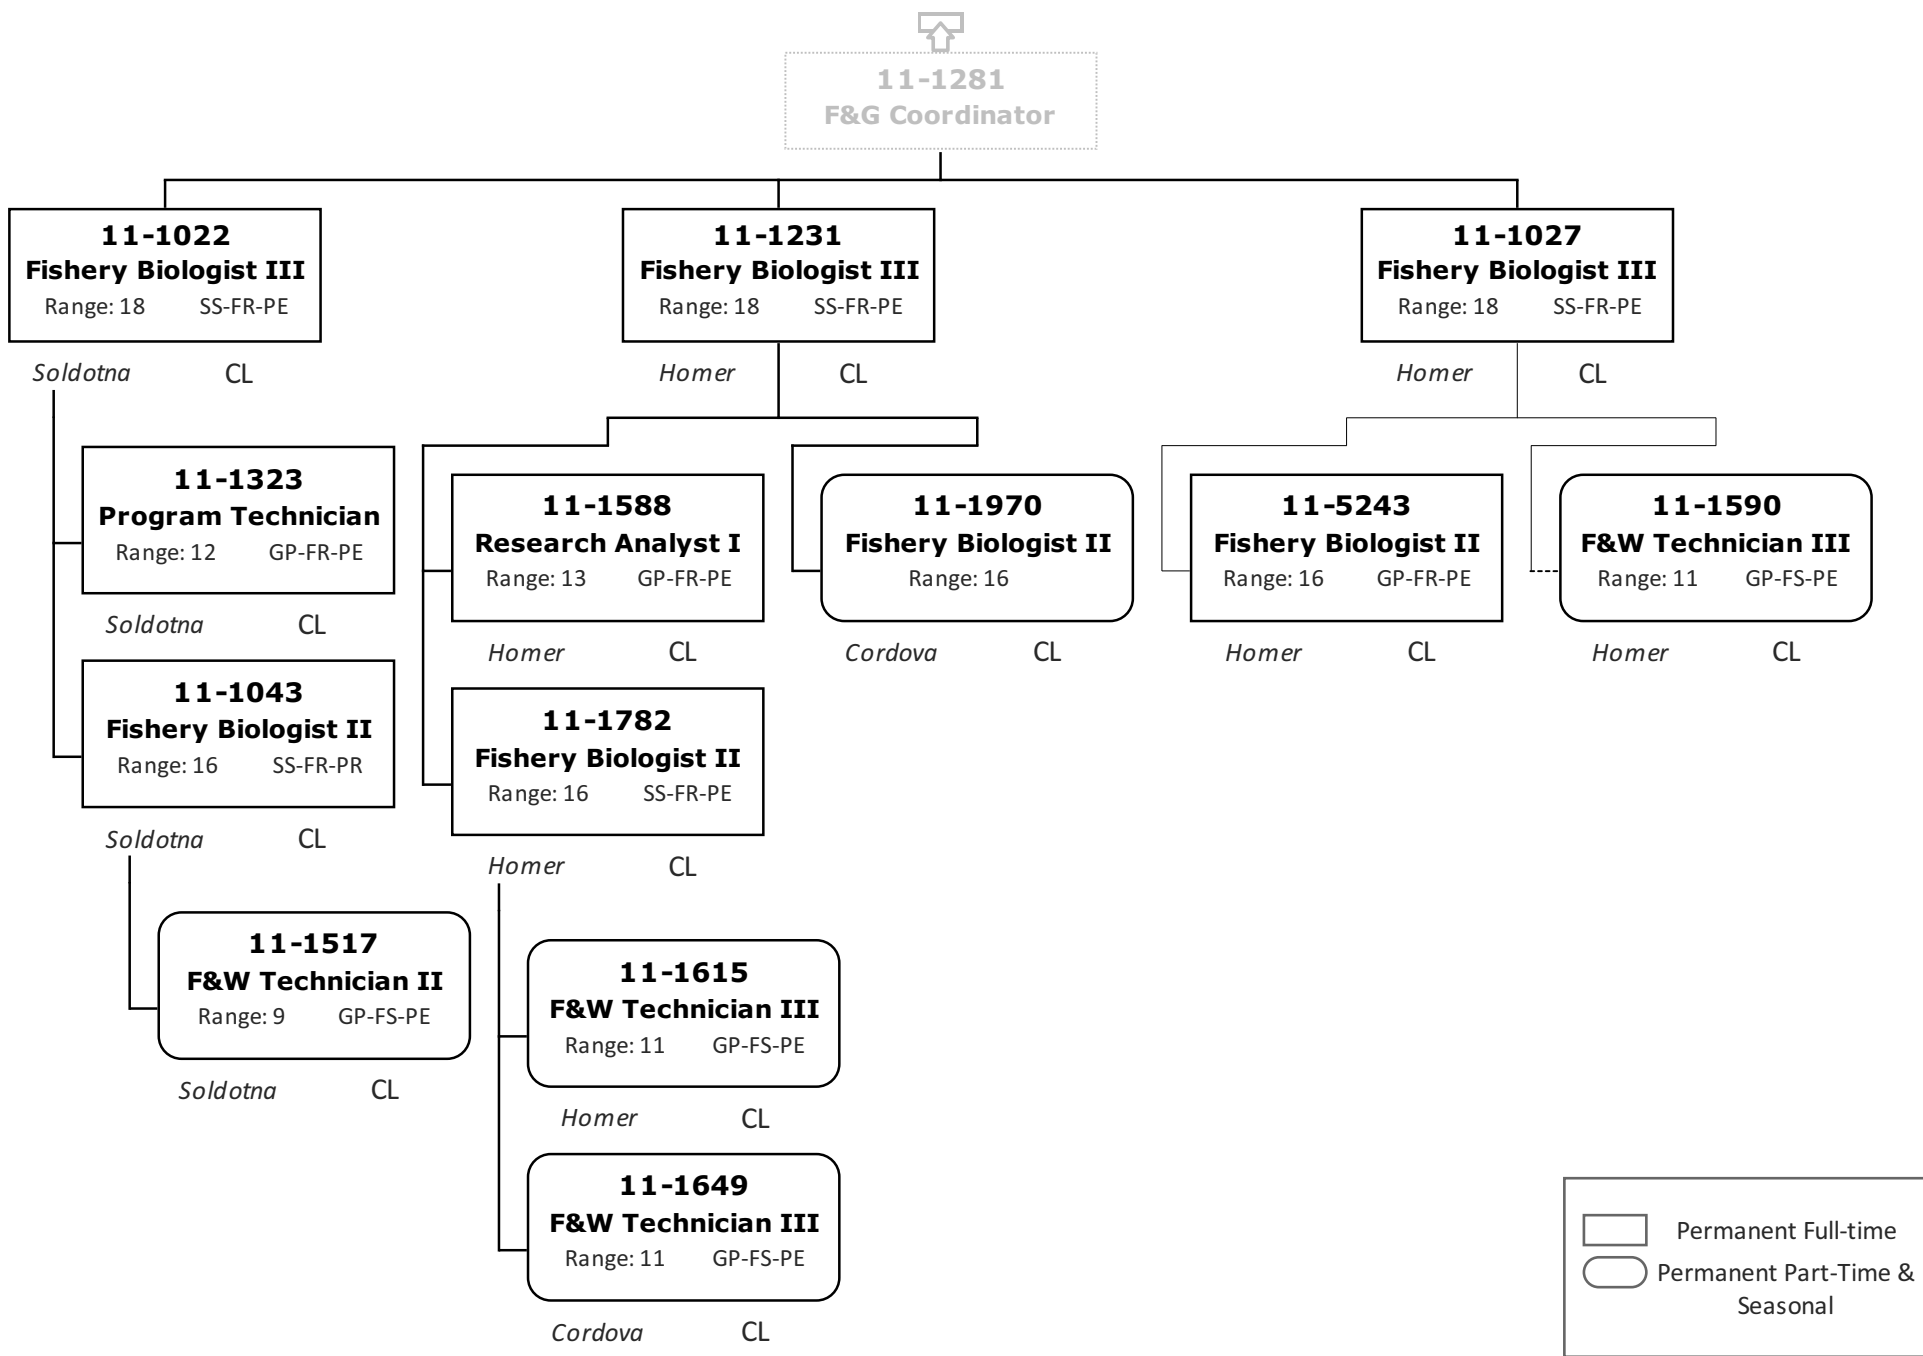 11-1281
F&G Coordinator
11-1022
Fishery Biologist III
Range: 18 SS-FR-PE
Soldotna CL
11-1231
Fishery Biologist III
Range: 18 SS-FR-PE
Homer CL
11-1027
Fishery Biologist III
Range: 18 SS-FR-PE
Homer CL
11-1323
Program Technician
Range: 12 GP-FR-PE
Soldotna CL
11-1043
Fishery Biologist II
Range: 16 SS-FR-PR
Soldotna CL
11-1517
F&W Technician II
Range: 9 GP-FS-PE
Soldotna CL
11-1588
Research Analyst I
Range: 13 GP-FR-PE
Homer CL
11-1782
Fishery Biologist II
Range: 16 SS-FR-PE
Homer CL
11-1615
F&W Technician III
Range: 11 GP-FS-PE
Homer CL
11-1649
F&W Technician III
Range: 11 GP-FS-PE
Cordova CL
11-1970
Fishery Biologist II
Range: 16
Cordova CL
11-5243
Fishery Biologist II
Range: 16 GP-FR-PE
Homer CL
11-1590
F&W Technician III
Range: 11 GP-FS-PE
Homer CL
Permanent Full-time
Permanent Part-Time &
Seasonal